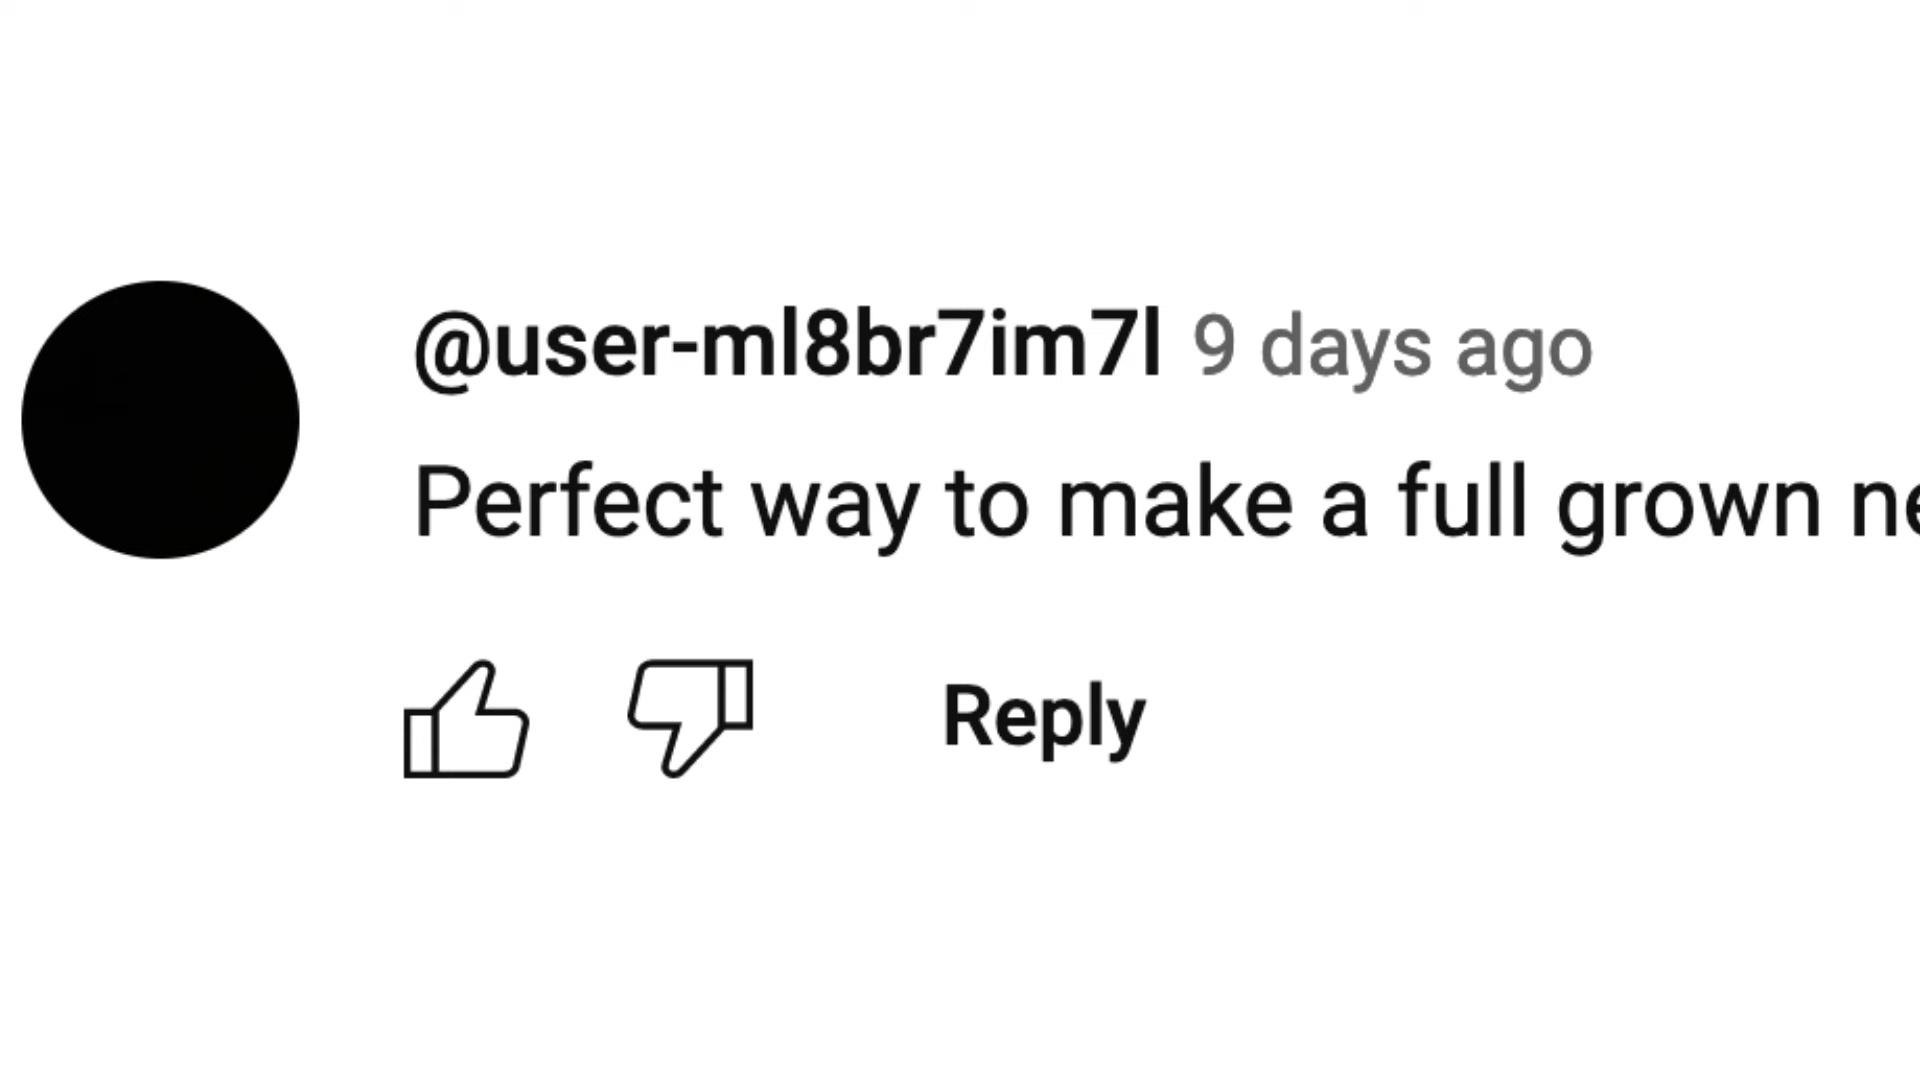 @user-ml8br7im7l 9 days ago
Perfect way to make a full grown
Reply